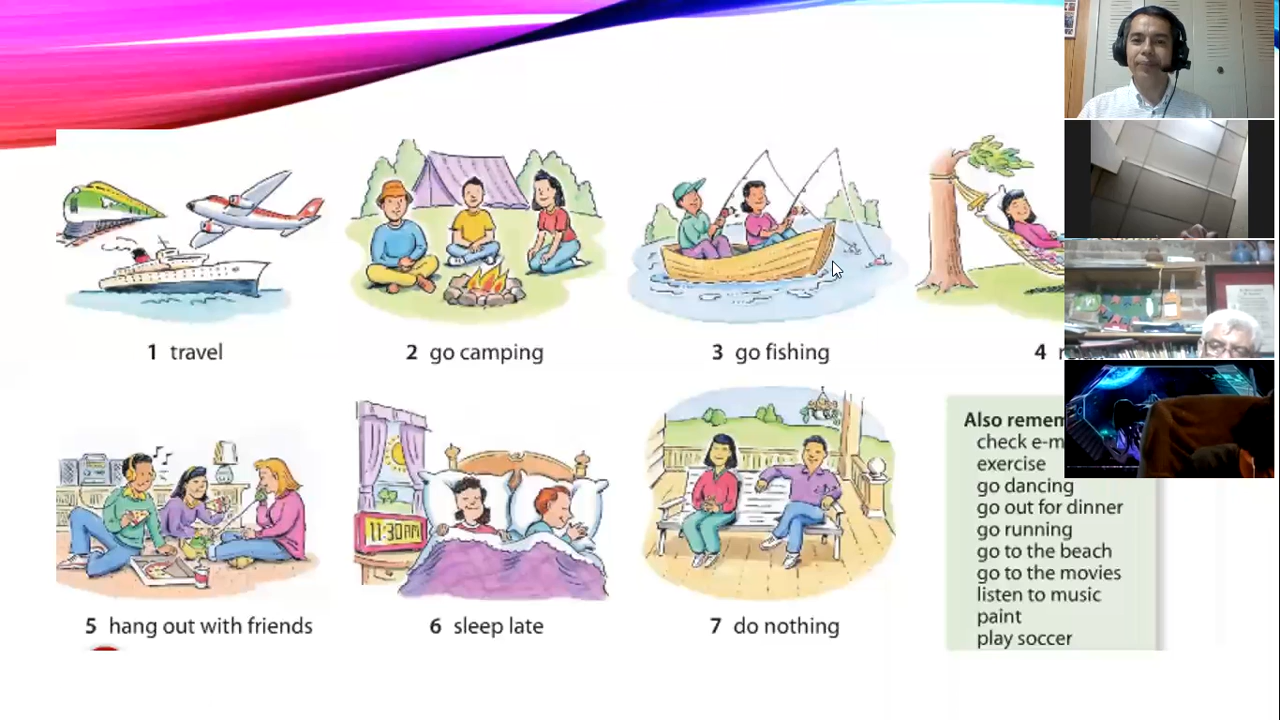 1 travel
2 go camping
3 go fishing
4
5 hang out with friends
11:30AM
6 sleep late
7 do nothing
Also
check
exercise
go dancing
go out for dinner
go running
go to the beach
go to the movies
listen to music
paint
play soccer